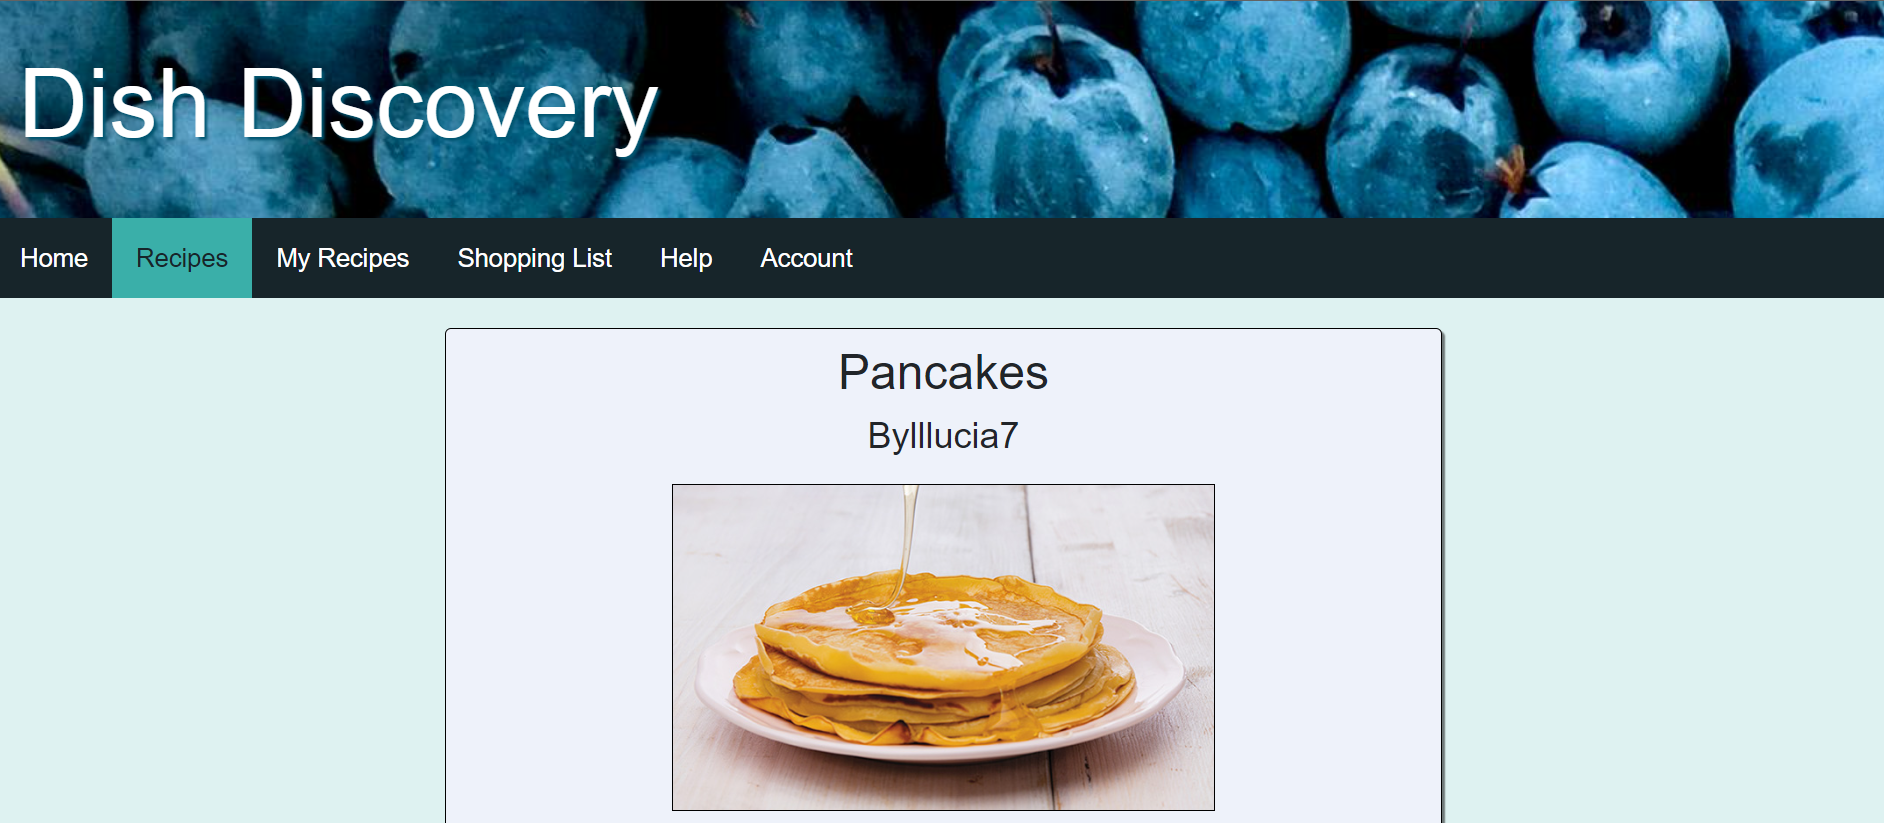 Dish Discovery
Home Recipes My Recipes Shopping List Help Account
Pancakes
Bylllucia7